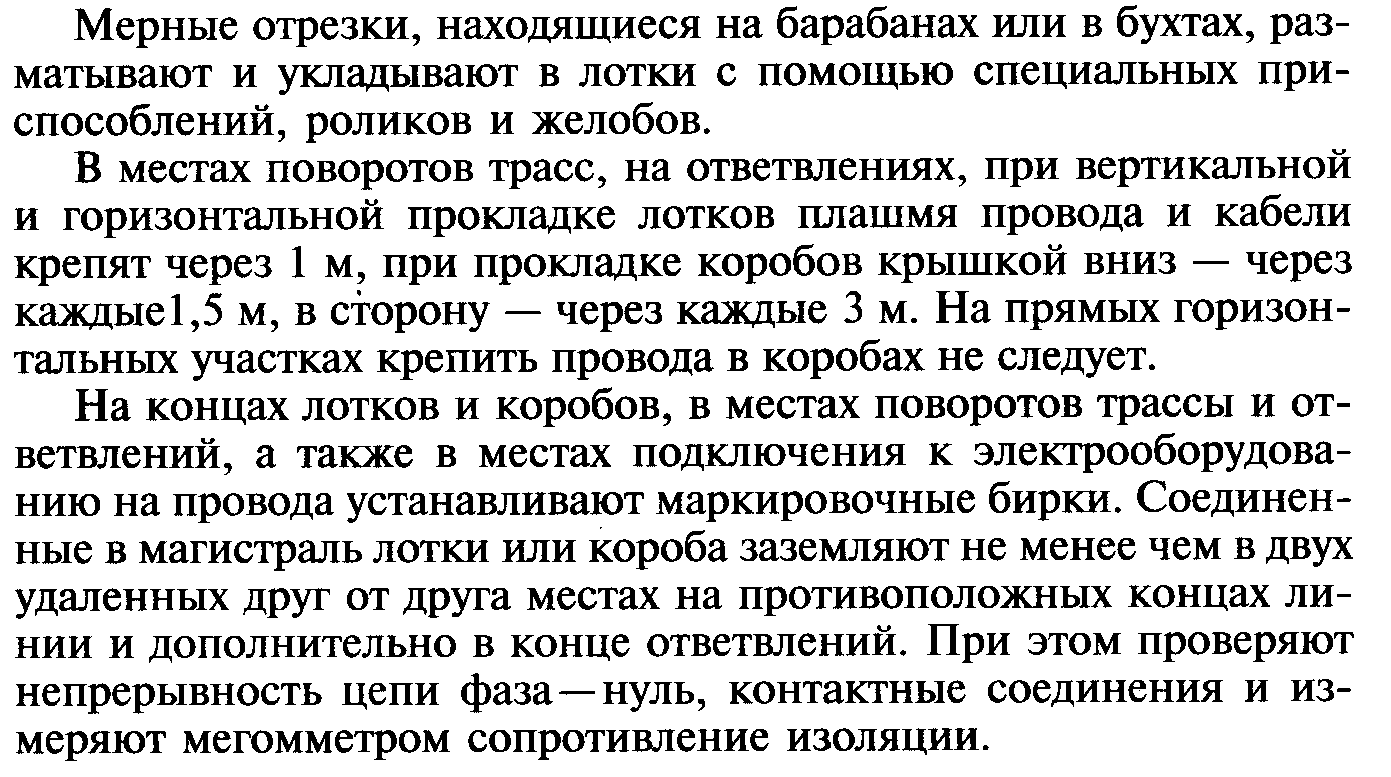 Мерные отрезки, находящиеся на барабанах или в бухтах, раз-
матывают и укладывают в лотки с помощью специальных при-
способлений, роликов и желобов.
В местах поворотов трасс, на ответвлениях, при вертикальной
и горизонтальной прокладке лотков плашмя провода и кабели
крепят через 1 м, при прокладке коробов крышкой вниз — через
каждые1,5 м, в сторону — через каждые 3 м. На прямых горизон-
тальных участках крепить провода в коробах не следует.
На концах лотков и коробов, в местах поворотов трассы и от-
ветвлений, а также в местах подключения к электрооборудова-
нию на провода устанавливают маркировочные бирки. Соединен-
ные в магистраль лотки или короба заземляют не менее чем в двух
удаленных друг от друга местах на противоположных концах ли-
нии и дополнительно в конце ответвлений. При этом проверяют
непрерывность цепи фаза—нуль, контактные соединения и из-
меряют мегомметром сопротивление изоляции.